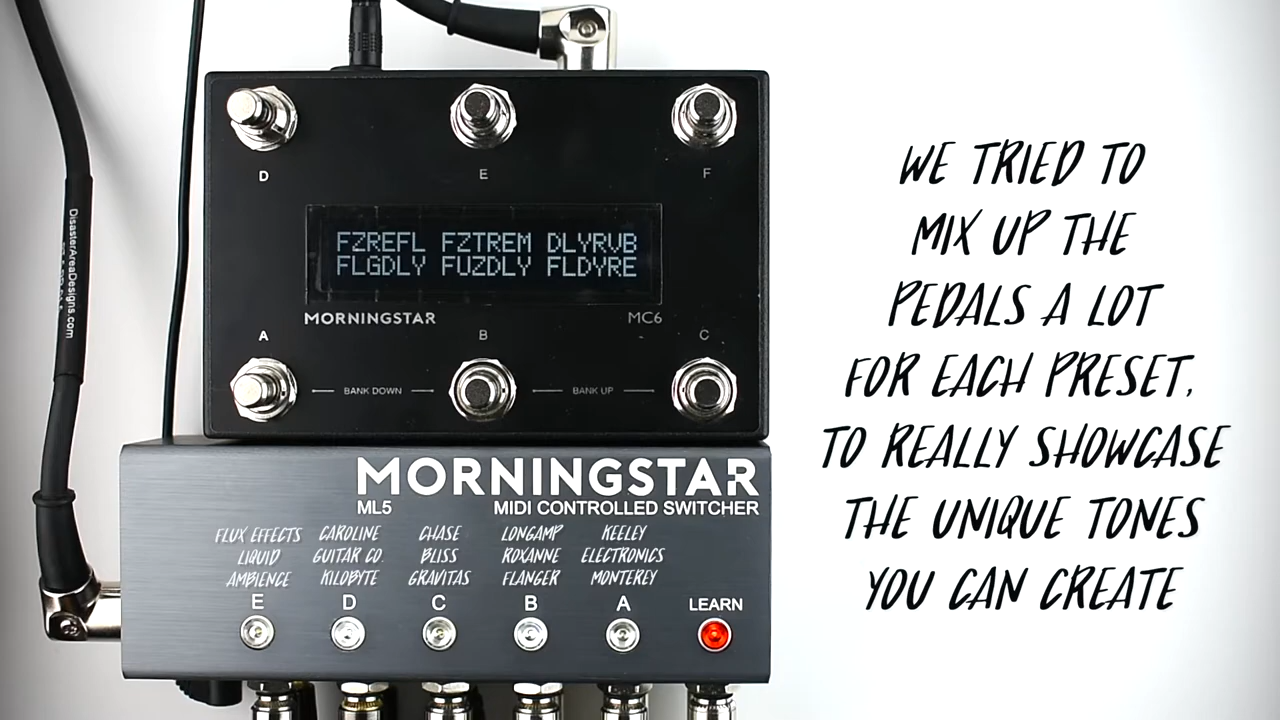 D E F
FZREFL FZTREM DLYRVB
FLGDLY FUZDLY FLDYRE
MORNINGSTAR MC6
A B C
BANK DOWN BANK UP
DisasterAreaDesigns.com
MORNINGSTAR
ML5 MIDI CONTROLLED SWITCHER
FLUX EFFECTS LIQUID AMBIENCE
CAROLINE GUITAR CO. KILOBYTE
CHASE BLISS GRAVITAS
LONGAMP ROXANNE FLANGER
KEELEY ELECTRONICS MONTEREY
E D C B A LEARN
WE TRIED TO
MIX UP THE
PEDALS A LOT
FOR EACH PRESET,
TO REALLY SHOWCASE
THE UNIQUE TONES
YOU CAN CREATE